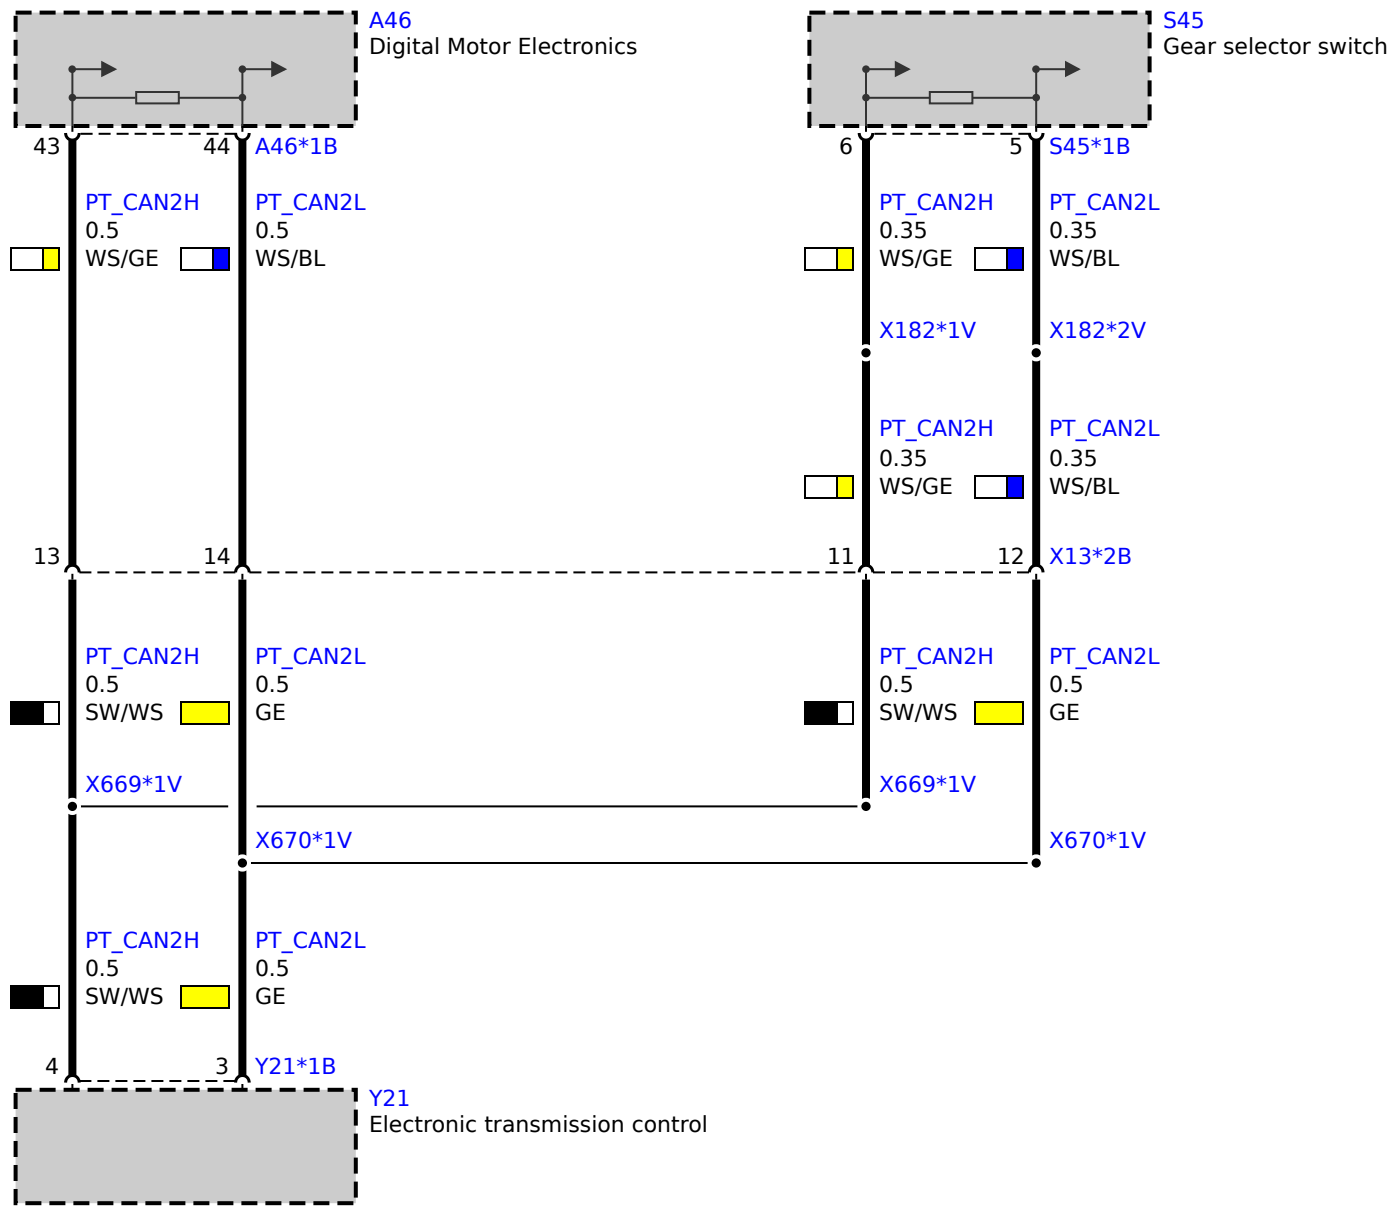 A46
Digital Motor Electronics
S45
Gear selector switch
43
44
A46*1B
6
5
S45*1B
PT_CAN2H
0.5
WS/GE
PT_CAN2L
0.5
WS/BL
PT_CAN2H
0.35
WS/GE
PT_CAN2L
0.35
WS/BL
X182*1V
X182*2V
PT_CAN2H
0.35
WS/GE
PT_CAN2L
0.35
WS/BL
13
14
11
12
X13*2B
PT_CAN2H
0.5
SW/WS
PT_CAN2L
0.5
GE
PT_CAN2H
0.5
SW/WS
PT_CAN2L
0.5
GE
X669*1V
X669*1V
X670*1V
X670*1V
PT_CAN2H
0.5
SW/WS
PT_CAN2L
0.5
GE
4
3
Y21*1B
Y21
Electronic transmission control